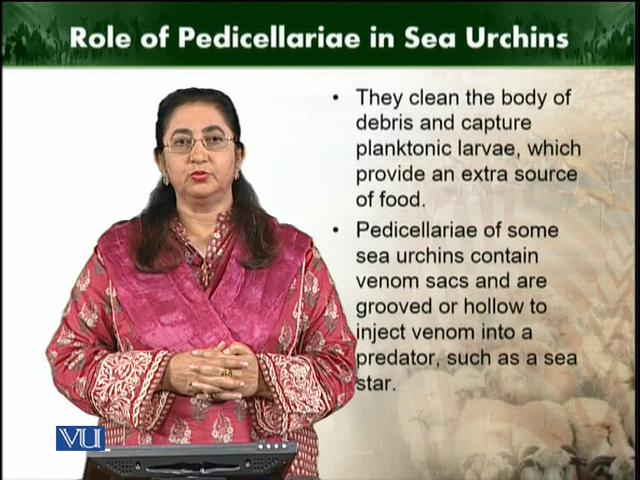 Role of Pedicellariae in Sea Urchins
• They clean the body of
debris and capture
planktonic larvae, which
provide an extra source
of food.
• Pedicellariae of some
sea urchins contain
venom sacs and are
grooved or hollow to
inject venom into a
predator, such as a sea
star.
VU